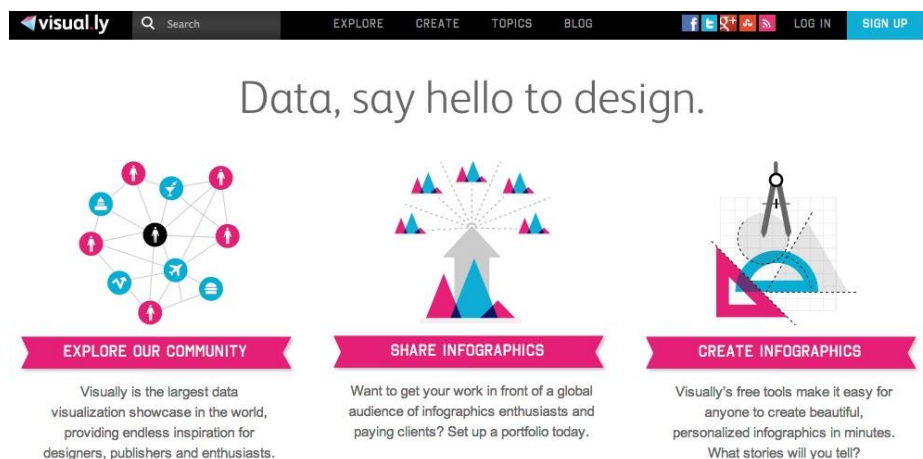 visual.ly Search EXPLORE CREATE TOPICS BLOG LOG IN SIGN UP
Data, say hello to design.
EXPLORE OUR COMMUNITY
Visually is the largest data
visualization showcase in the world,
providing endless inspiration for
designers, publishers and enthusiasts.
SHARE INFOGRAPHICS
Want to get your work in front of a global
audience of infographics enthusiasts and
paying clients? Set up a portfolio today.
CREATE INFOGRAPHICS
Visually's free tools make it easy for
anyone to create beautiful,
personalized infographics in minutes.
What stories will you tell?